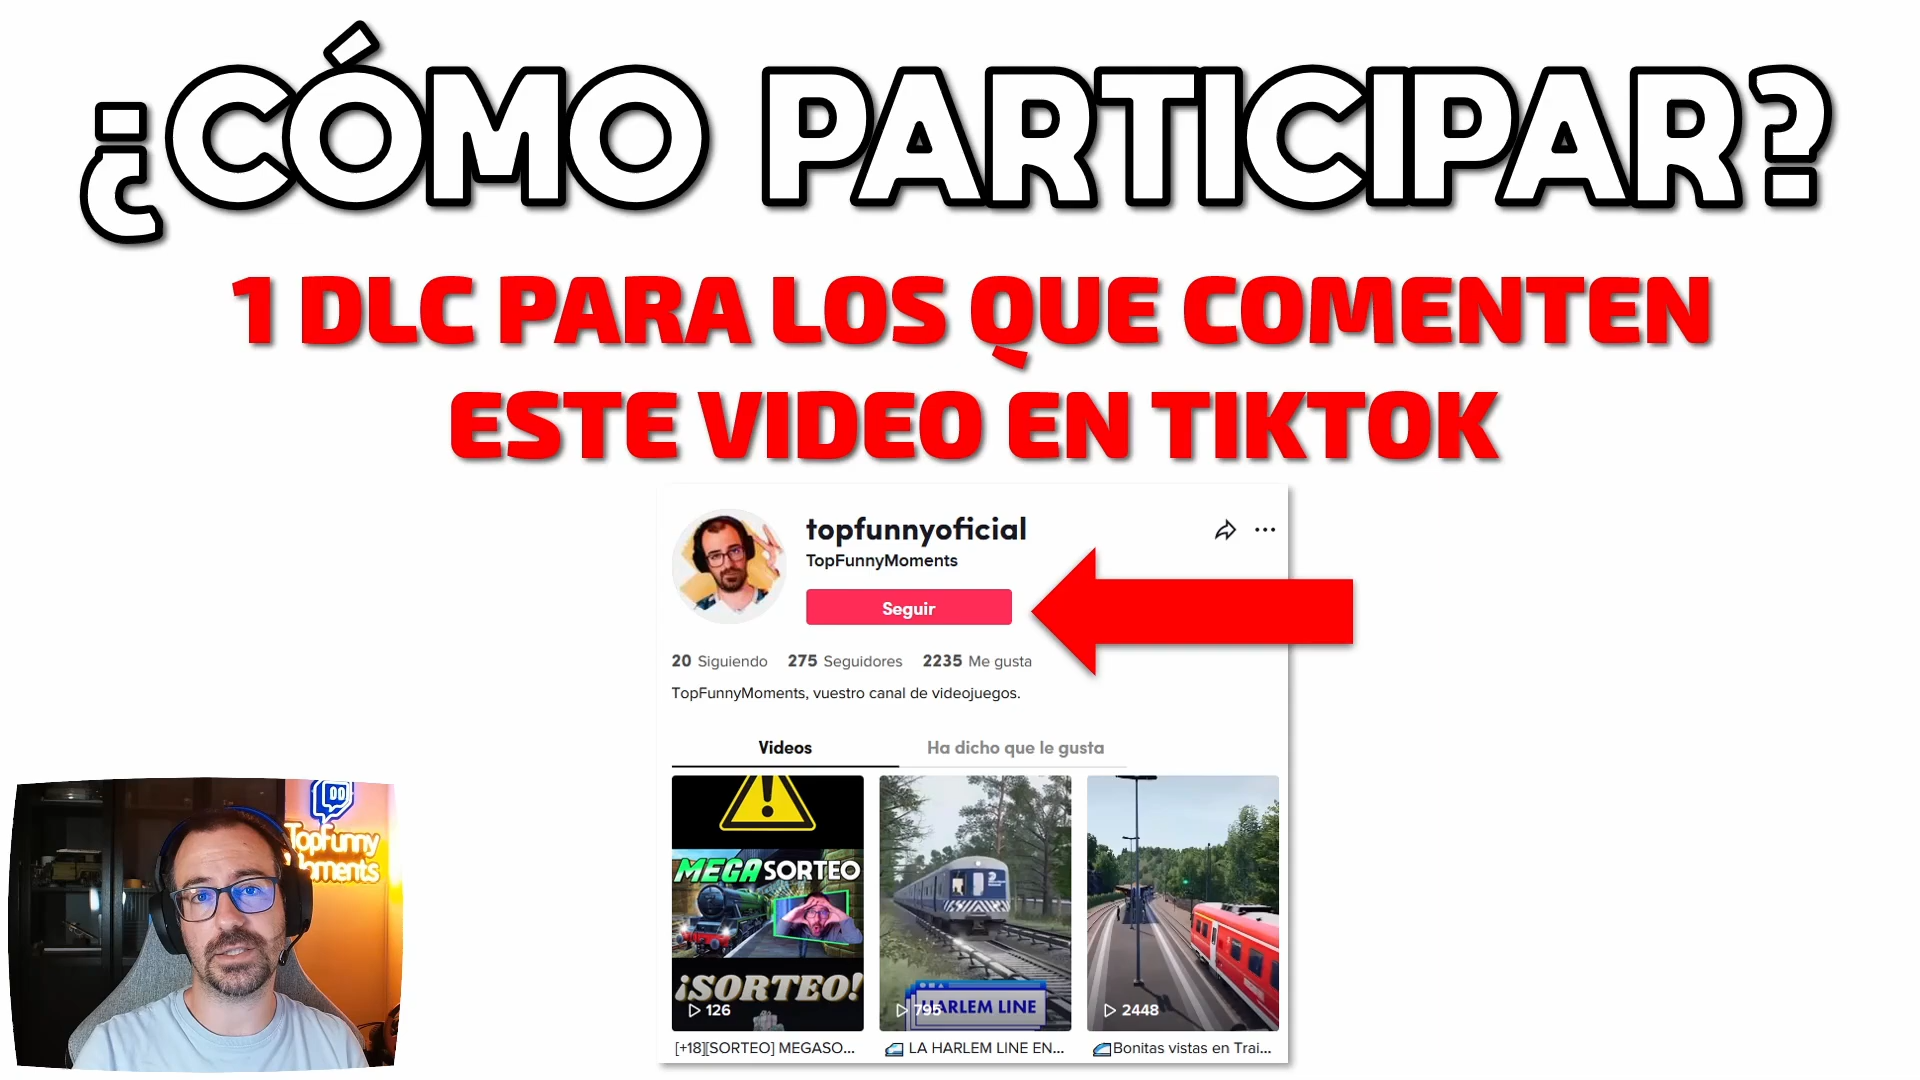 ¿CÓMO PARTICIPAR?
1 DLC PARA LOS QUE COMENTEN
ESTE VIDEO EN TIKTOK
topfunnyoficial
TopFunnyMoments
Seguir
20 Siguiendo 275 Seguidores 2235 Me gusta
TopFunnyMoments, vuestro canal de videojuegos.
Videos Ha dicho que le gusta
MEGA SORTEO
¡SORTEO!
126
HARLEM LINE
795
2448
[+18][SORTEO] MEGASO...
LA HARLEM LINE EN...
Bonitas vistas en Trai...
TopFunny
Moments